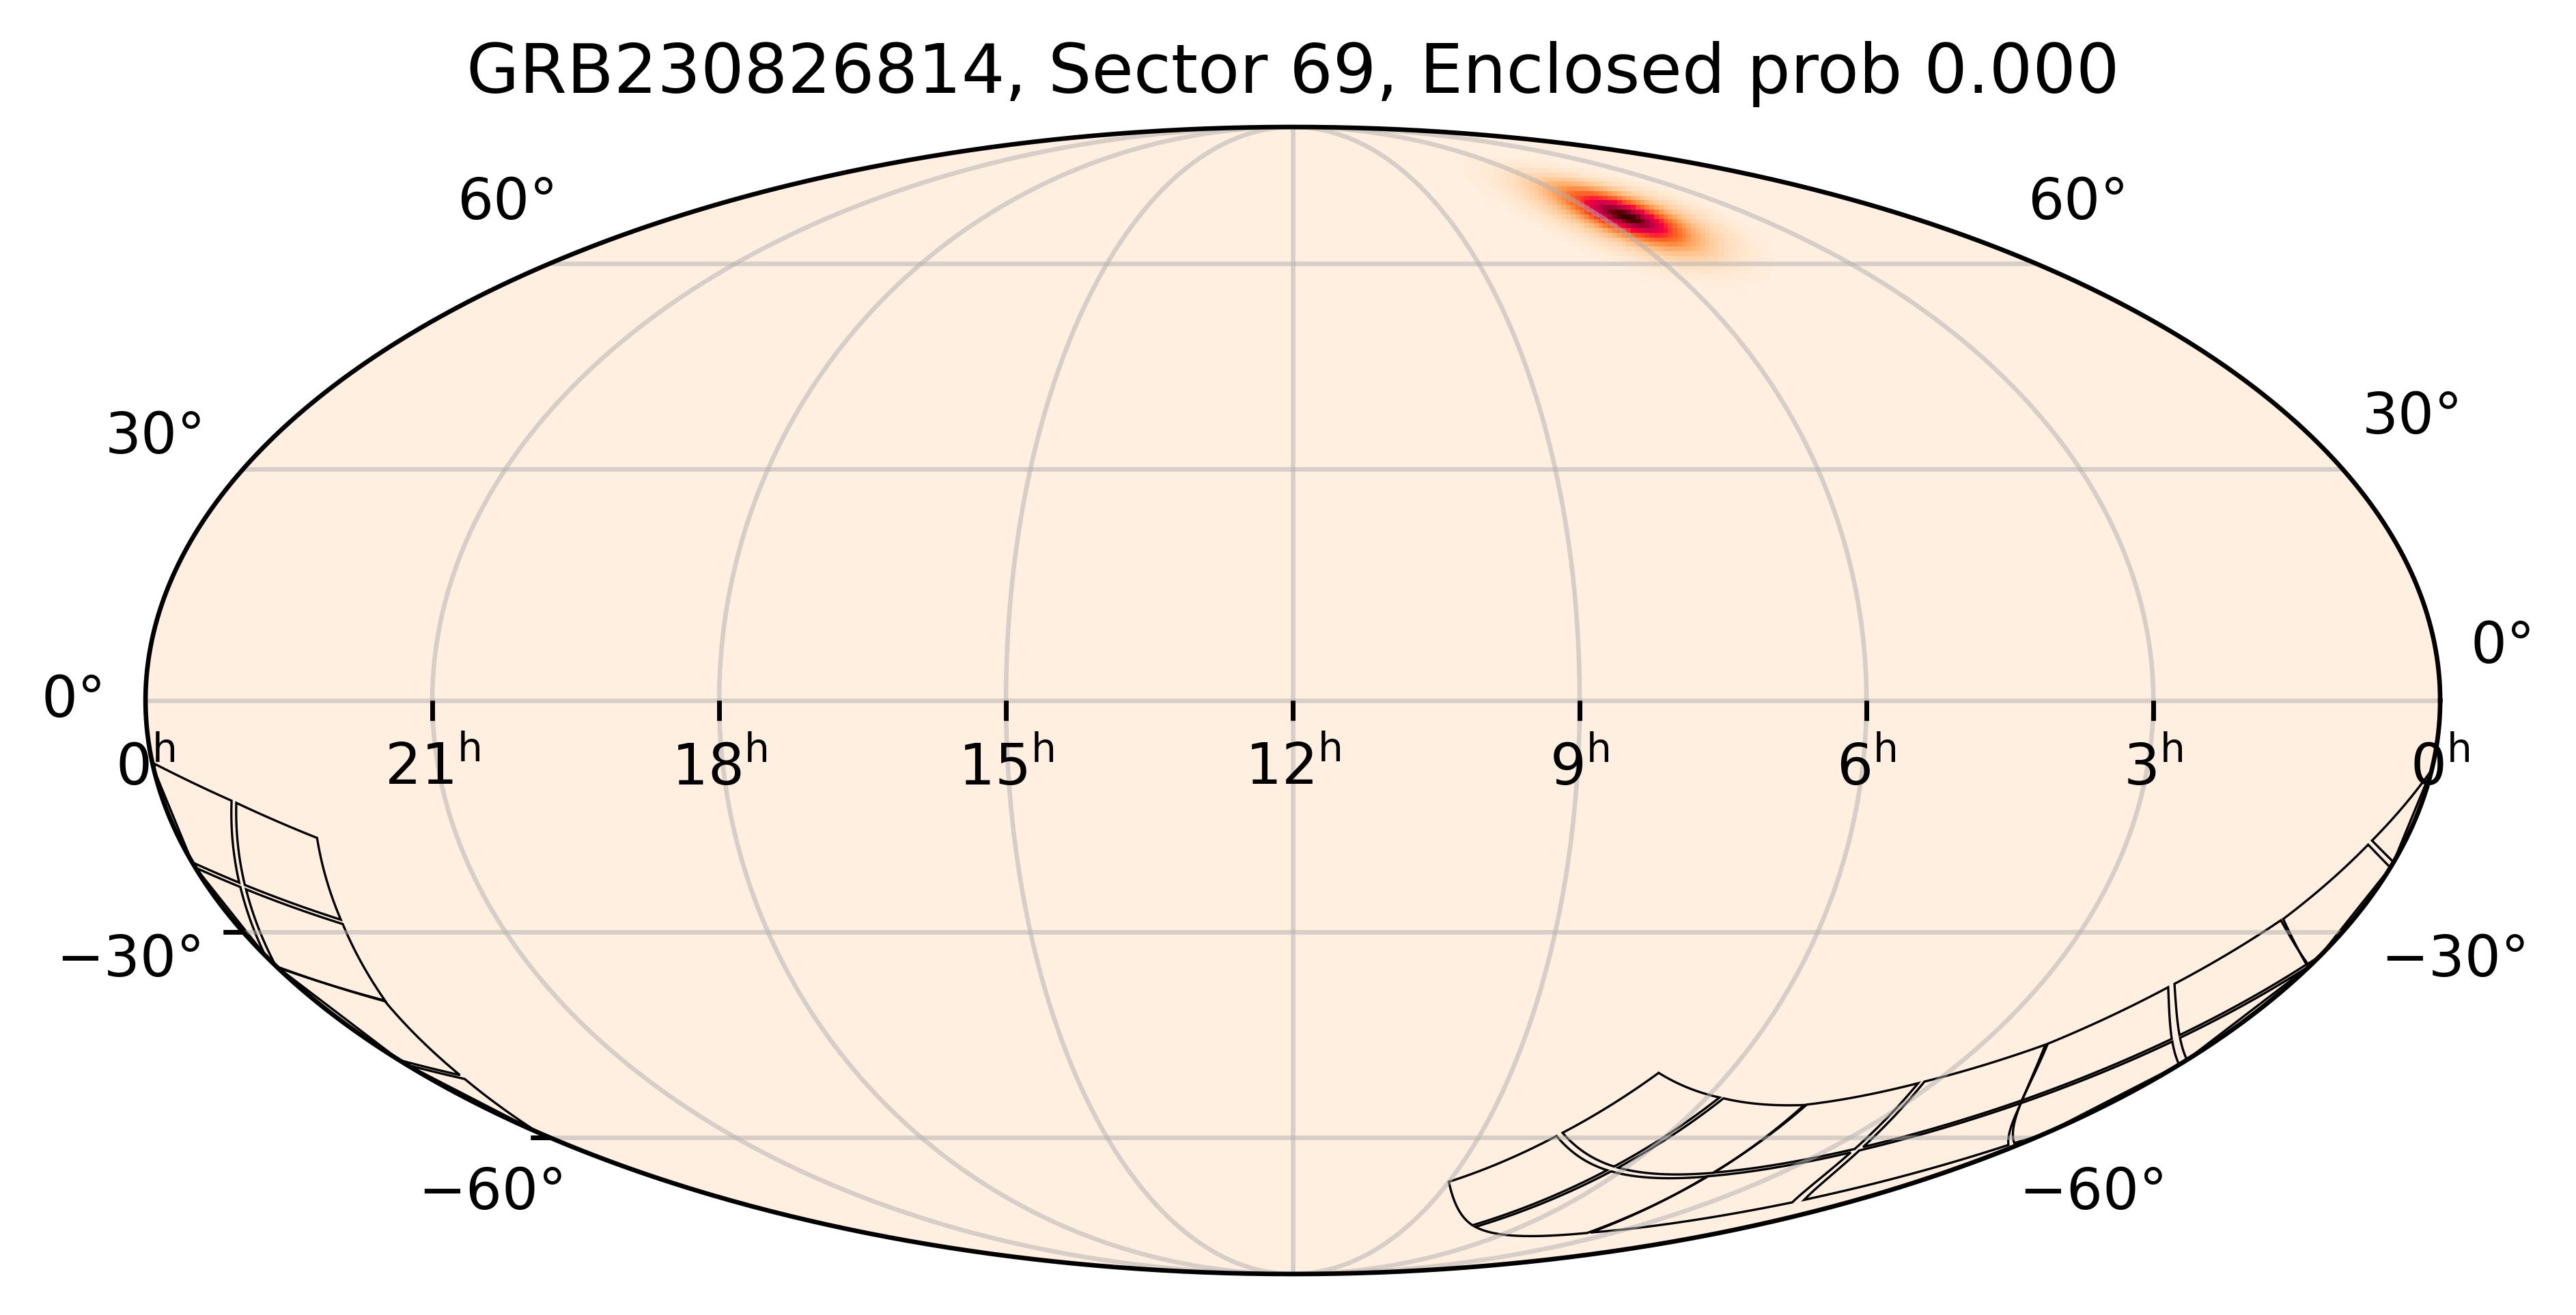 GRB230826814, Sector 69, Enclosed prob 0.000
60° 60°
30° 30°
0° 0°
0ʰ 21ʰ 18ʰ 15ʰ 12ʰ 9ʰ 6ʰ 3ʰ 0ʰ
−30° −30°
−60° −60°